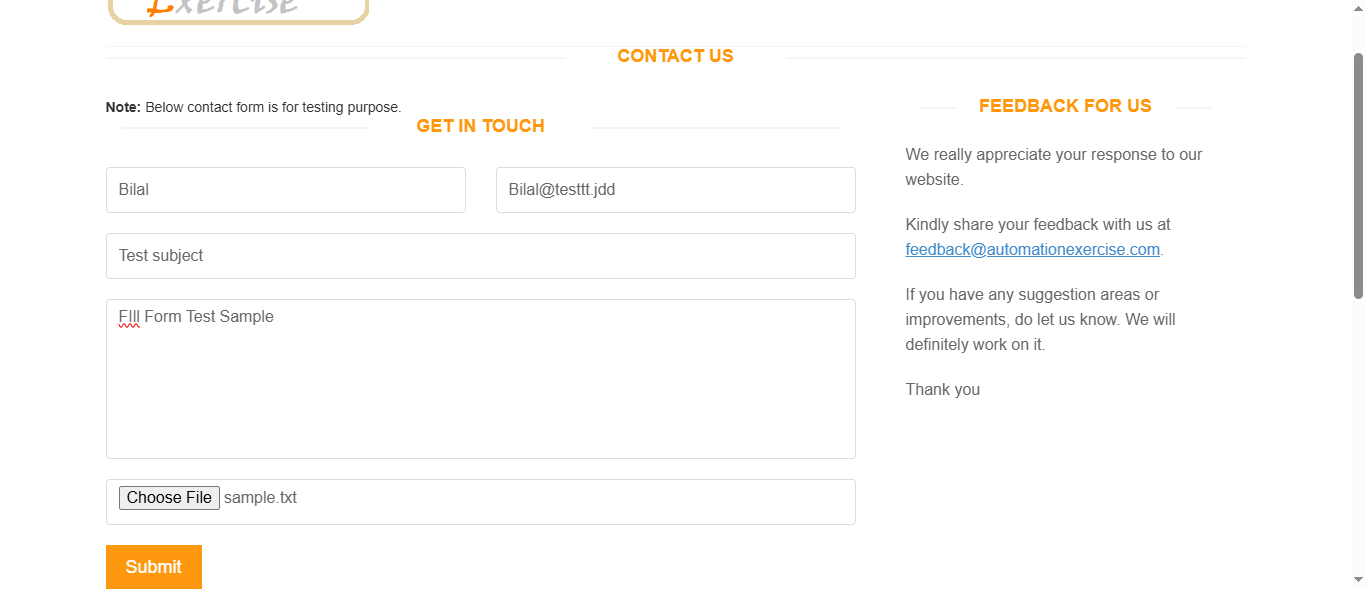 Exercise
CONTACT US
Note: Below contact form is for testing purpose.
GET IN TOUCH
Bilal
Bilal@testtt.jdd
Test subject
FIll Form Test Sample
Choose File sample.txt
Submit
FEEDBACK FOR US
We really appreciate your response to our
website.
Kindly share your feedback with us at
feedback@automationexercise.com.
If you have any suggestion areas or
improvements, do let us know. We will
definitely work on it.
Thank you